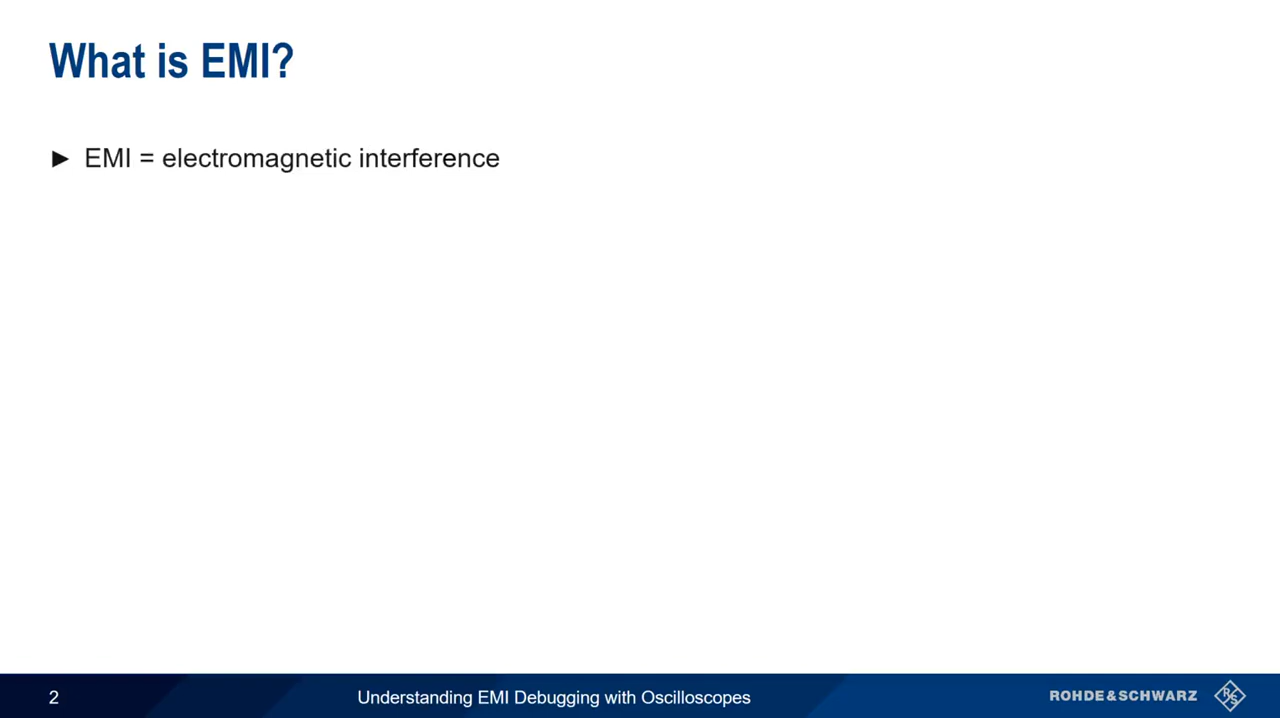 What is EMI?
► EMI = electromagnetic interference
2
Understanding EMI Debugging with Oscilloscopes
ROHDE&SCHWARZ
R&S